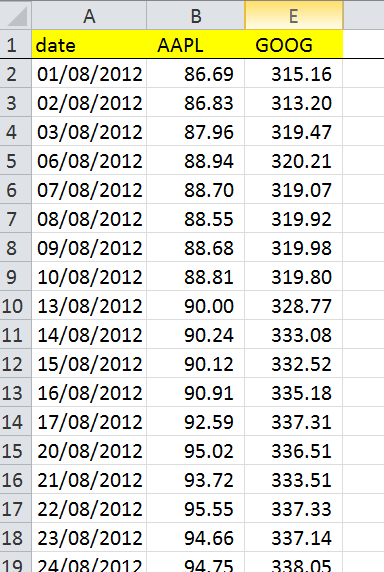 A B E
1 date AAPL GOOG
2 01/08/2012 86.69 315.16
3 02/08/2012 86.83 313.20
4 03/08/2012 87.96 319.47
5 06/08/2012 88.94 320.21
6 07/08/2012 88.70 319.07
7 08/08/2012 88.55 319.92
8 09/08/2012 88.68 319.98
9 10/08/2012 88.81 319.80
10 13/08/2012 90.00 328.77
11 14/08/2012 90.24 333.08
12 15/08/2012 90.12 332.52
13 16/08/2012 90.91 335.18
14 17/08/2012 92.59 337.31
15 20/08/2012 95.02 336.51
16 21/08/2012 93.72 333.51
17 22/08/2012 95.55 337.33
18 23/08/2012 94.66 337.14
19 24/08/2012 94.75 338.05